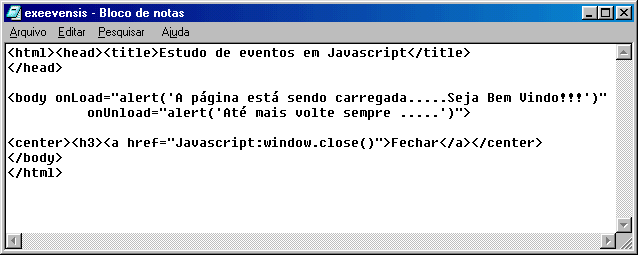 exeevensis - Bloco de notas
Arquivo Editar Pesquisar Ajuda
<html><head><title>Estudo de eventos em Javascript</title>
</head>
<body onLoad="alert('A página está sendo carregada.....Seja Bem Vindo!!!')"
onUnload="alert('Até mais volte sempre .....')">
<center><h3><a href="Javascript:window.close()">Fechar</a></center>
</body>
</html>